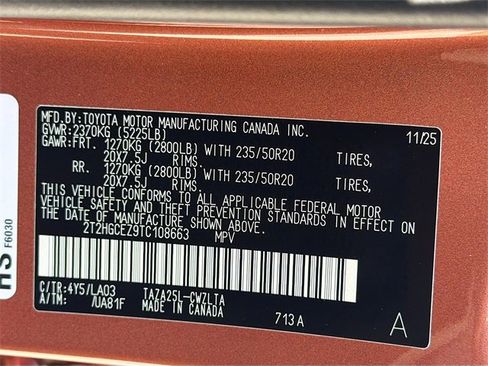 MFD.BY:TOYOTA MOTOR MANUFACTURING CANADA INC.
GVWR:2370KG (5225LB) 11/25
GAWR:FRT. 1270KG (2800LB) WITH 235/50R20 TIRES,
20X7.5J RIMS,
RR. 1270KG (2800LB) WITH 235/50R20 TIRES,
20X7.5J RIMS,
THIS VEHICLE CONFORMS TO ALL APPLICABLE FEDERAL MOTOR
VEHICLE SAFETY AND THEFT PREVENTION STANDARDS IN EFFECT ON
THE DATE OF MANUFACTURE SHOWN ABOVE.
2T2HGCEZ9TC108663 MPV
C/TR:4Y5/LA03 TAZA25L-CWZLTA
A/TM: /UA81F MADE IN CANADA 713A A
HS
F6030